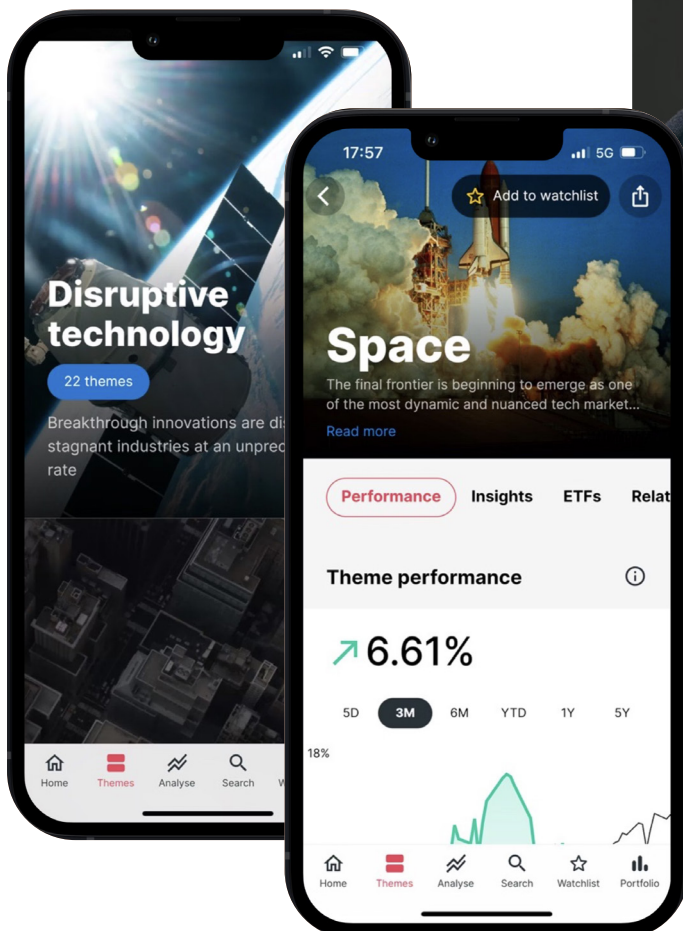 Disruptive
technology
22 themes
Breakthrough innovations are
stagnant industries at an
rate
Home
Themes
Analyse
Search
17:57
5G
Add to watchlist
Space
The final frontier is beginning to emerge as one
of the most dynamic and nuanced tech market...
Read more
Performance
Insights
ETFs
Theme performance
6.61%
5D 3M 6M YTD 1Y 5Y
18%
Home
Themes
Analyse
Search
Watchlist
Portfolio